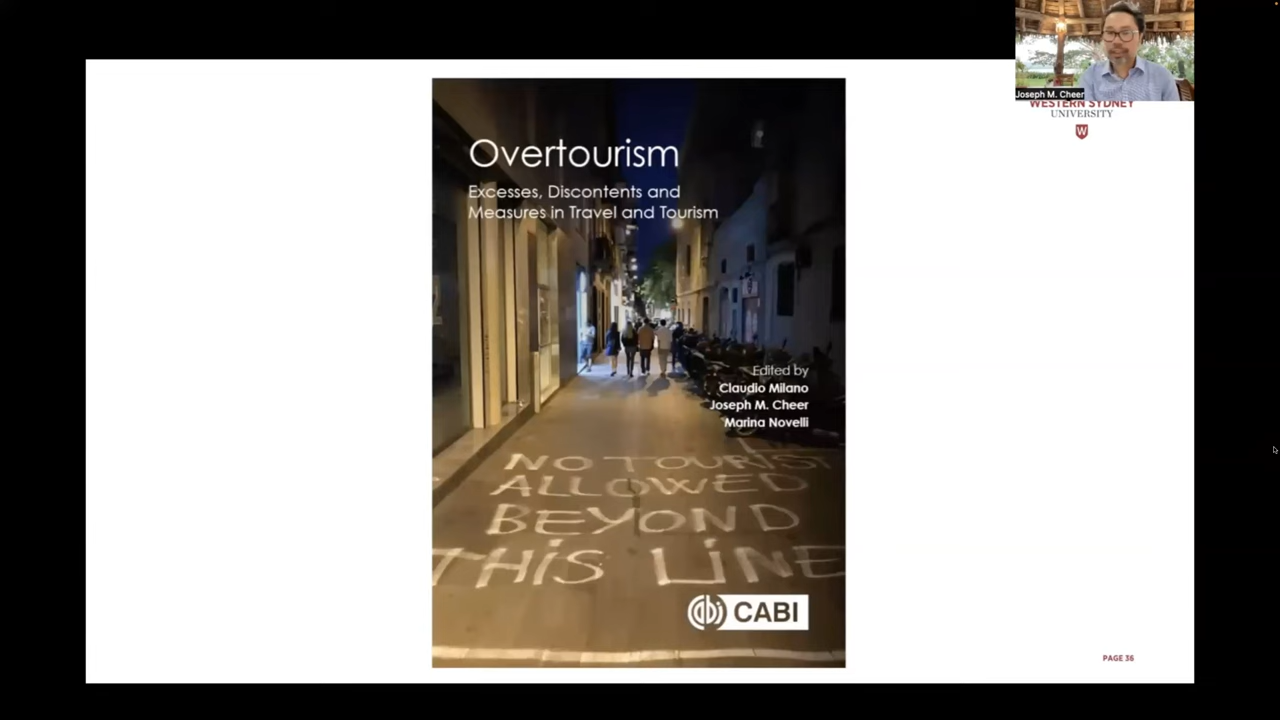 Joseph M. Cheer
WESTERN SYDNEY
UNIVERSITY
W
Overtourism
Excesses, Discontents and
Measures in Travel and Tourism
Edited by
Claudio Milano
Joseph M. Cheer
Marina Novelli
NO TOURIST
ALLOWED
BEYOND
THIS LINE
cabi CABI
PAGE 36